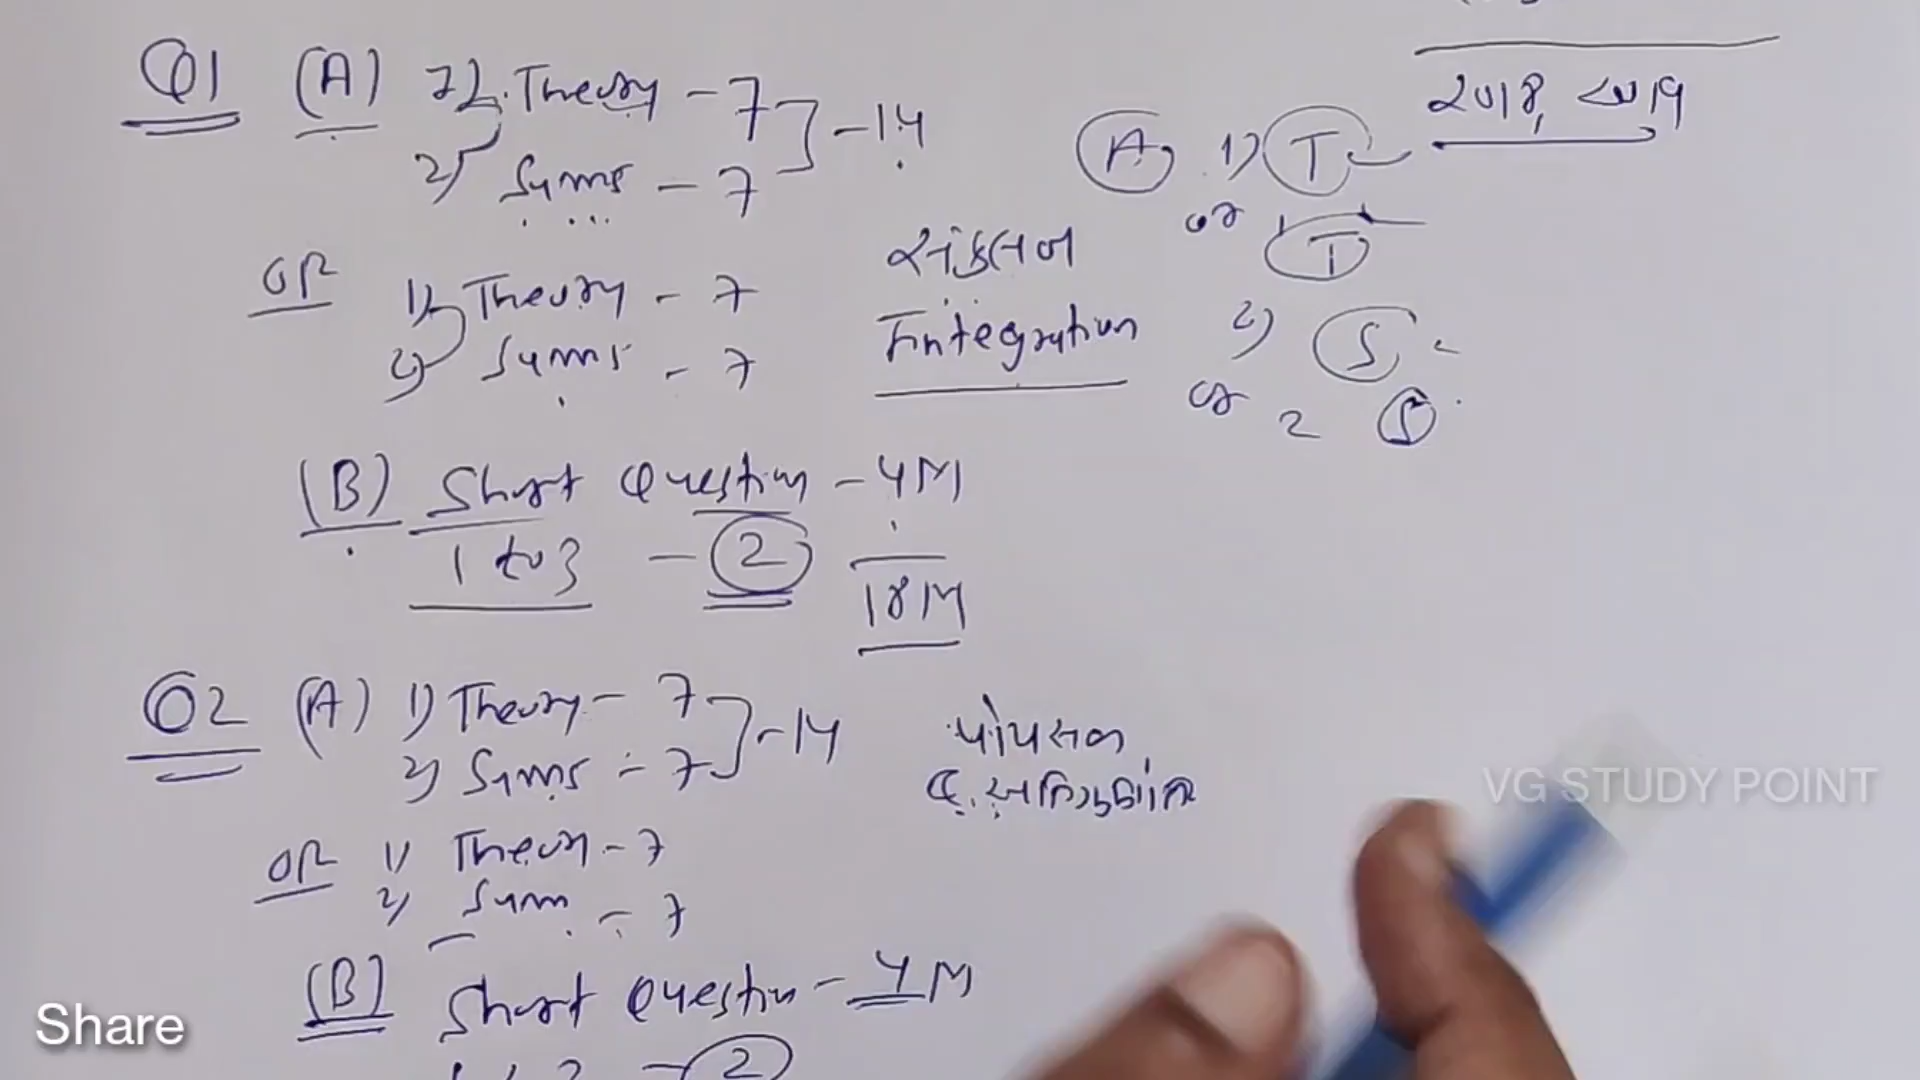 Q1 (A) 1) Theory - 7
2) Sums - 7 ] - 14
OR 1) Theory - 7
2) Sums - 7
સંકલન
Integration
(B) Short Question - 4M
1 to 3 - 2
18M
A 1) T
or T
2) S
or 2 S
2018, 2019
Q2 (A) 1) Theory - 7
2) Sums - 7 ] - 14
OR 1) Theory - 7
2) Sum - 7
(B) Short Question - 4M
2
VG STUDY POINT
Share